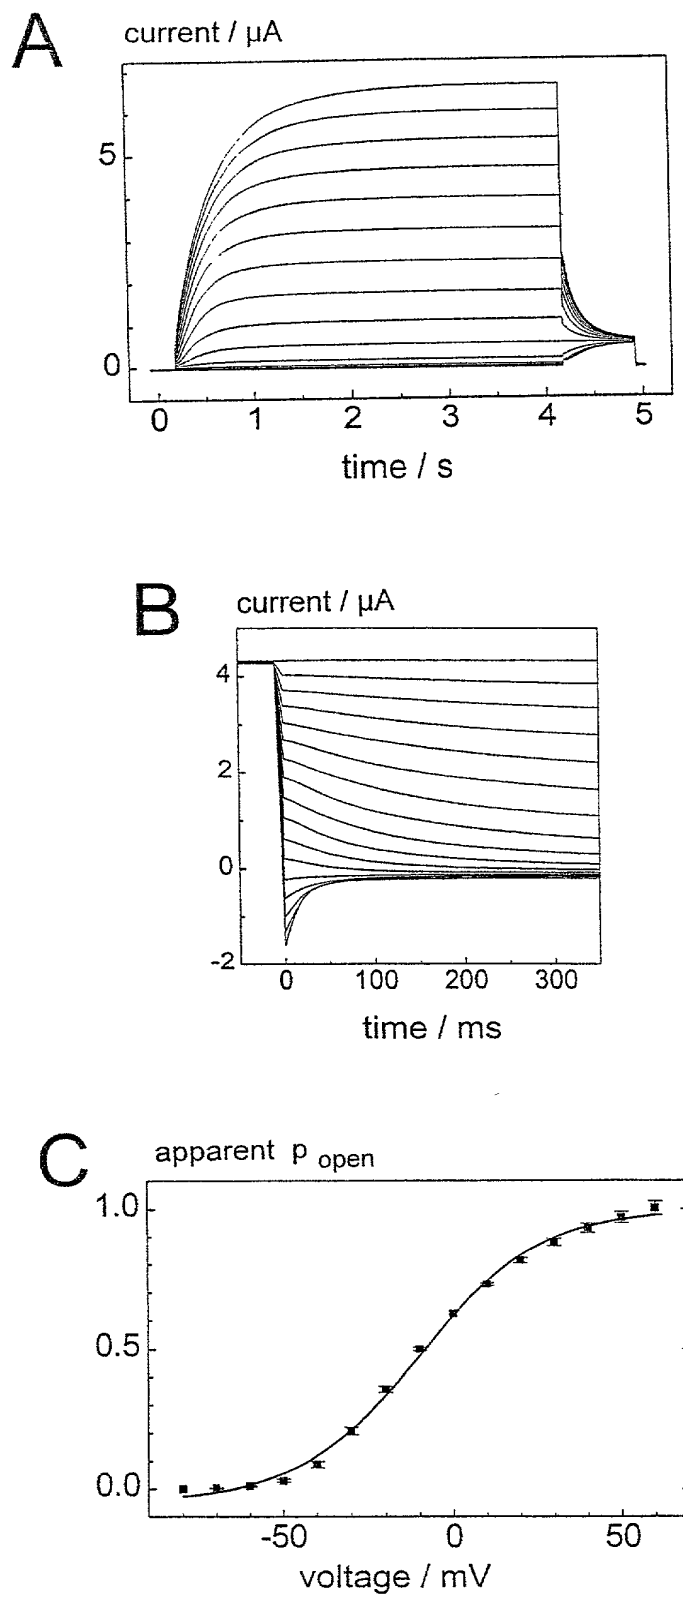 A
current / µA
5
0
0 1 2 3 4 5
time / s
B
current / µA
4
2
0
-2
0 100 200 300
time / ms
C
apparent p open
1.0
0.5
0.0
-50 0 50
voltage / mV